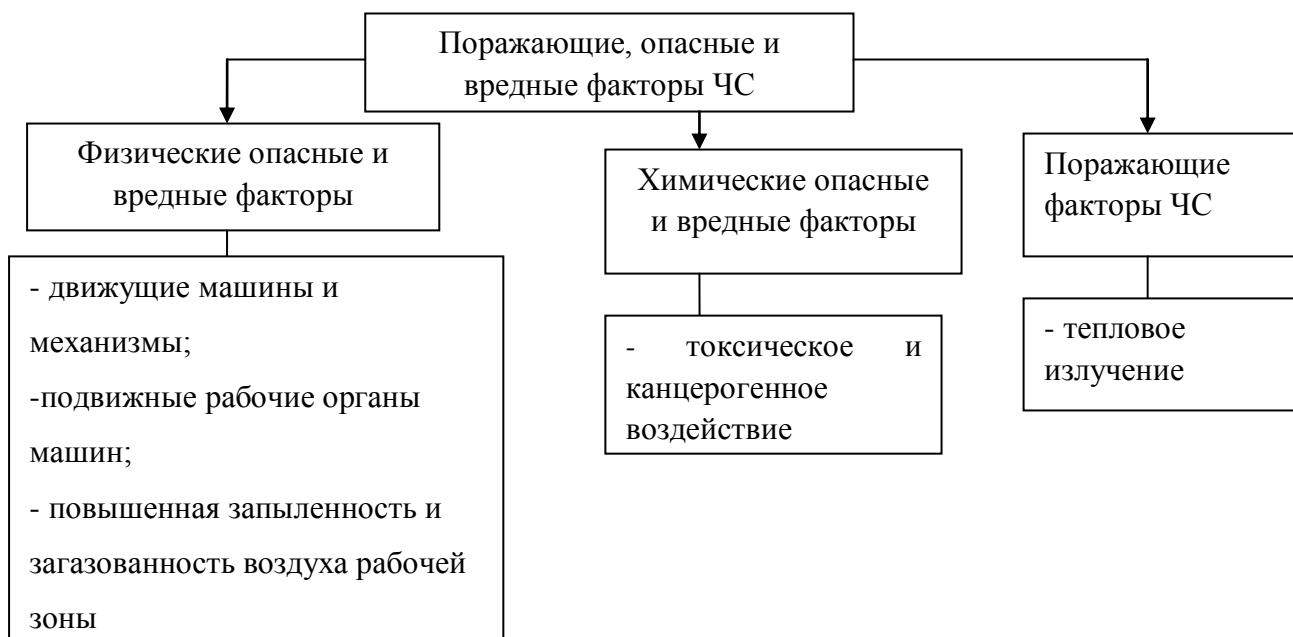 Поражающие, опасные и
вредные факторы ЧС
Физические опасные и
вредные факторы
Химические опасные
и вредные факторы
Поражающие
факторы ЧС
- движущие машины и
механизмы;
-подвижные рабочие органы
машин;
- повышенная запыленность и
загазованность воздуха рабочей
зоны
- токсическое и
канцерогенное
воздействие
- тепловое
излучение